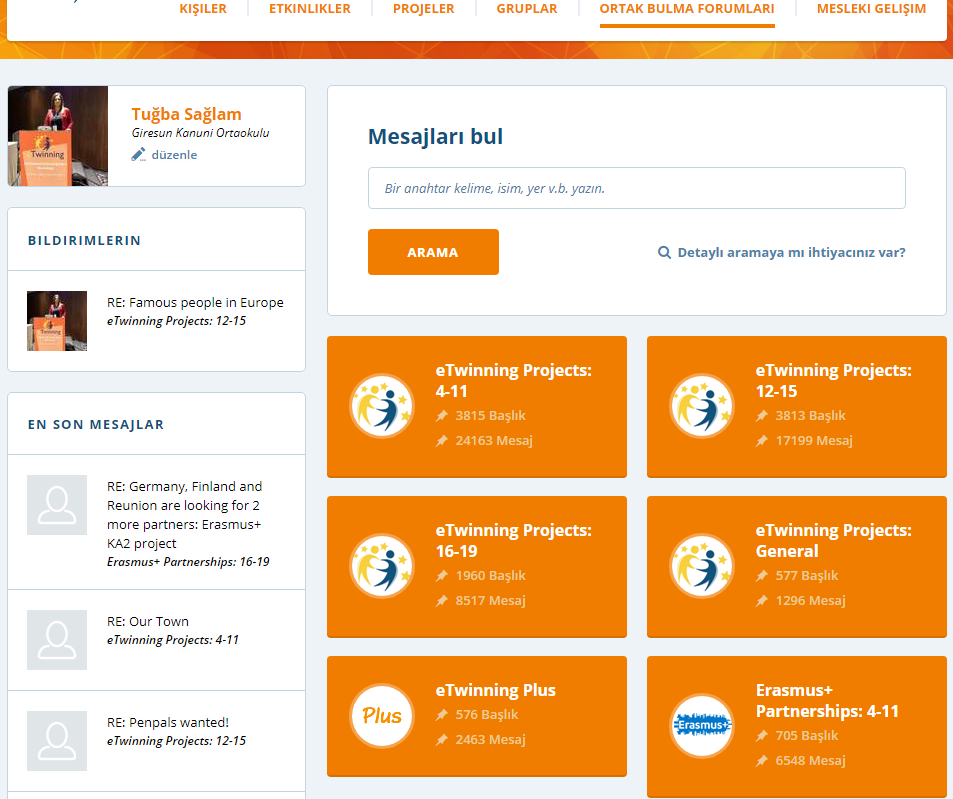 KIŞILER
ETKINLIKLER
PROJELER
GRUPLAR
ORTAK BULMA FORUMLARI
MESLEKI GELIŞIM
Tuğba Sağlam
Giresun Kanuni Ortaokulu
düzenle
Twinning
BILDIRIMLERIN
RE: Famous people in Europe
eTwinning Projects: 12-15
EN SON MESAJLAR
RE: Germany, Finland and
Reunion are looking for 2
more partners: Erasmus+
KA2 project
Erasmus+ Partnerships: 16-19
RE: Our Town
eTwinning Projects: 4-11
RE: Penpals wanted!
eTwinning Projects: 12-15
Mesajları bul
Bir anahtar kelime, isim, yer v.b. yazın.
ARAMA
Detaylı aramaya mı ihtiyacınız var?
eTwinning Projects:
4-11
3815 Başlık
24163 Mesaj
eTwinning Projects:
12-15
3813 Başlık
17199 Mesaj
eTwinning Projects:
16-19
1960 Başlık
8517 Mesaj
eTwinning Projects:
General
577 Başlık
1296 Mesaj
Plus
eTwinning Plus
576 Başlık
2463 Mesaj
Erasmus+
Erasmus+
Partnerships: 4-11
705 Başlık
6548 Mesaj